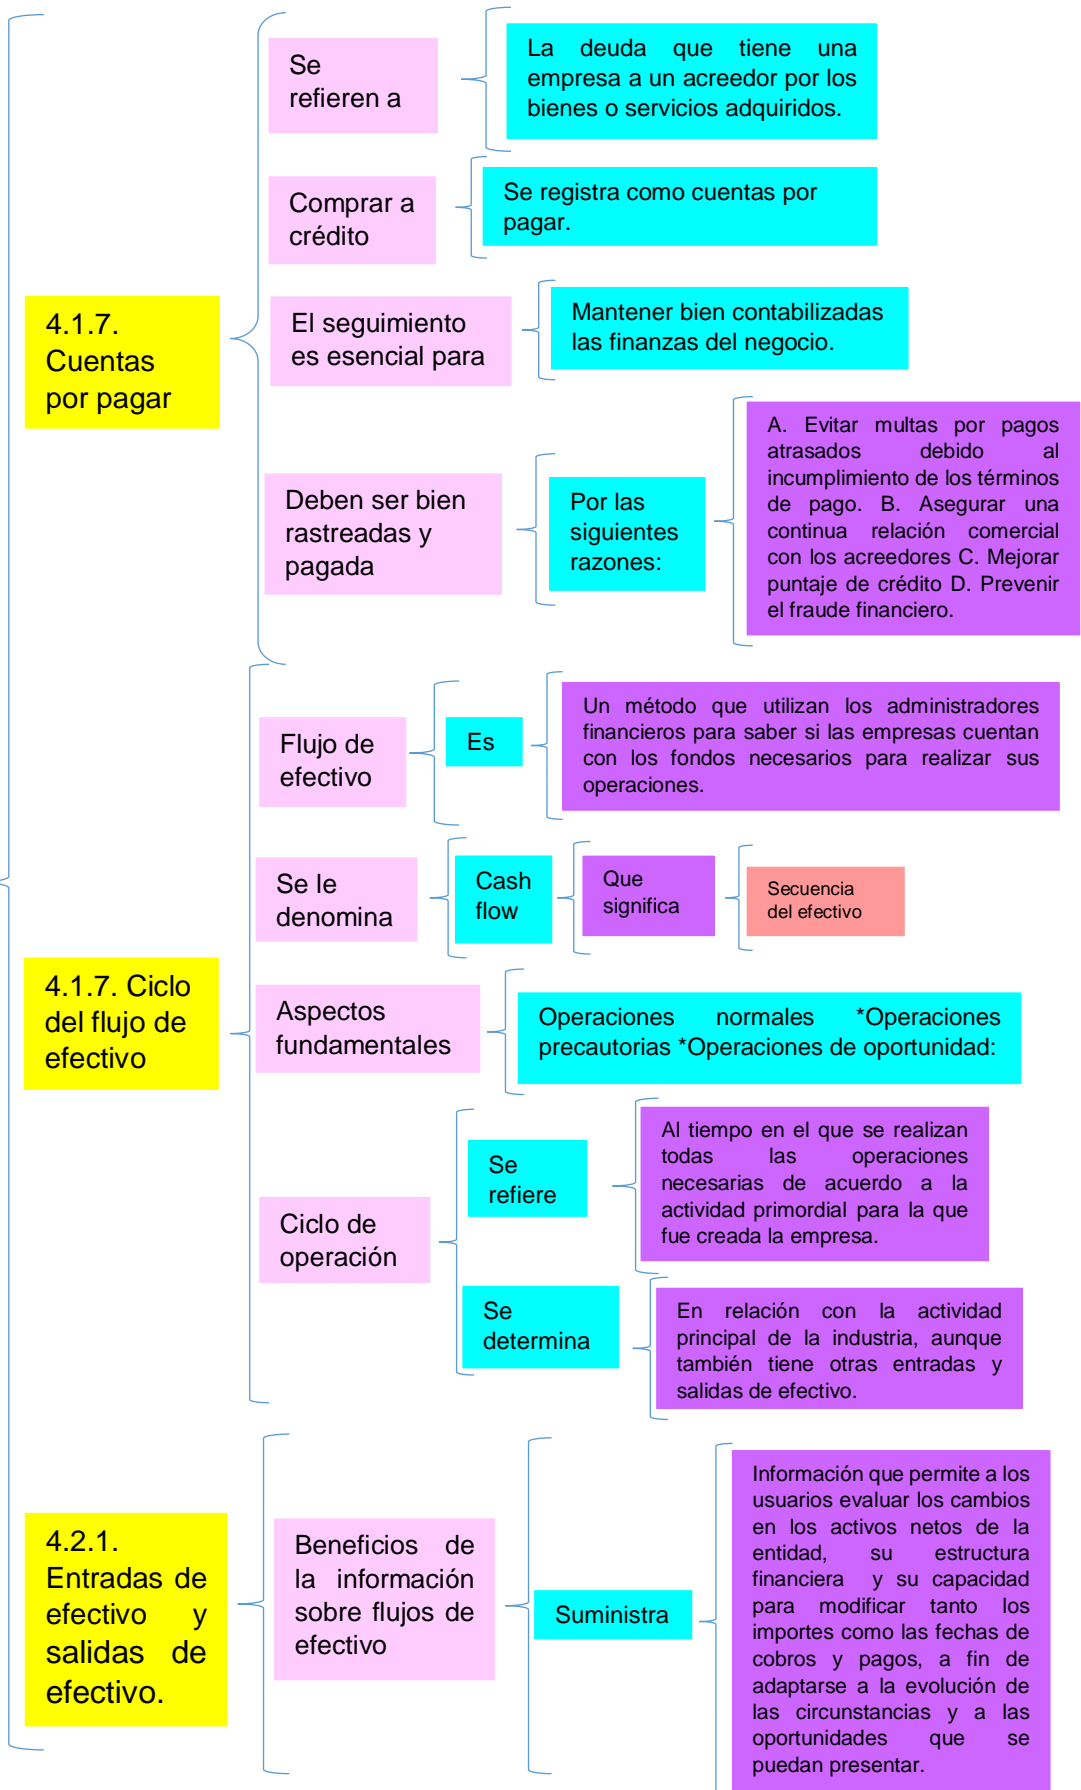 4.1.7.
Cuentas
por pagar
Se
refieren a
La deuda que tiene una
empresa a un acreedor por los
bienes o servicios adquiridos.
Comprar a
crédito
Se registra como cuentas por
pagar.
El seguimiento
es esencial para
Mantener bien contabilizadas
las finanzas del negocio.
Deben ser bien
rastreadas y
pagada
Por las
siguientes
razones:
A. Evitar multas por pagos
atrasados debido al
incumplimiento de los términos
de pago. B. Asegurar una
continua relación comercial
con los acreedores C. Mejorar
puntaje de crédito D. Prevenir
el fraude financiero.
4.1.7. Ciclo
del flujo de
efectivo
Flujo de
efectivo
Es
Un método que utilizan los administradores
financieros para saber si las empresas cuentan
con los fondos necesarios para realizar sus
operaciones.
Se le
denomina
Cash
flow
Que
significa
Secuencia
del efectivo
Aspectos
fundamentales
Operaciones normales *Operaciones
precautorias *Operaciones de oportunidad:
Ciclo de
operación
Se
refiere
Al tiempo en el que se realizan
todas las operaciones
necesarias de acuerdo a la
actividad primordial para la que
fue creada la empresa.
Se
determina
En relación con la actividad
principal de la industria, aunque
también tiene otras entradas y
salidas de efectivo.
4.2.1.
Entradas de
efectivo y
salidas de
efectivo.
Beneficios de
la información
sobre flujos de
efectivo
Suministra
Información que permite a los
usuarios evaluar los cambios
en los activos netos de la
entidad, su estructura
financiera y su capacidad
para modificar tanto los
importes como las fechas de
cobros y pagos, a fin de
adaptarse a la evolución de
las circunstancias y a las
oportunidades que se
puedan presentar.